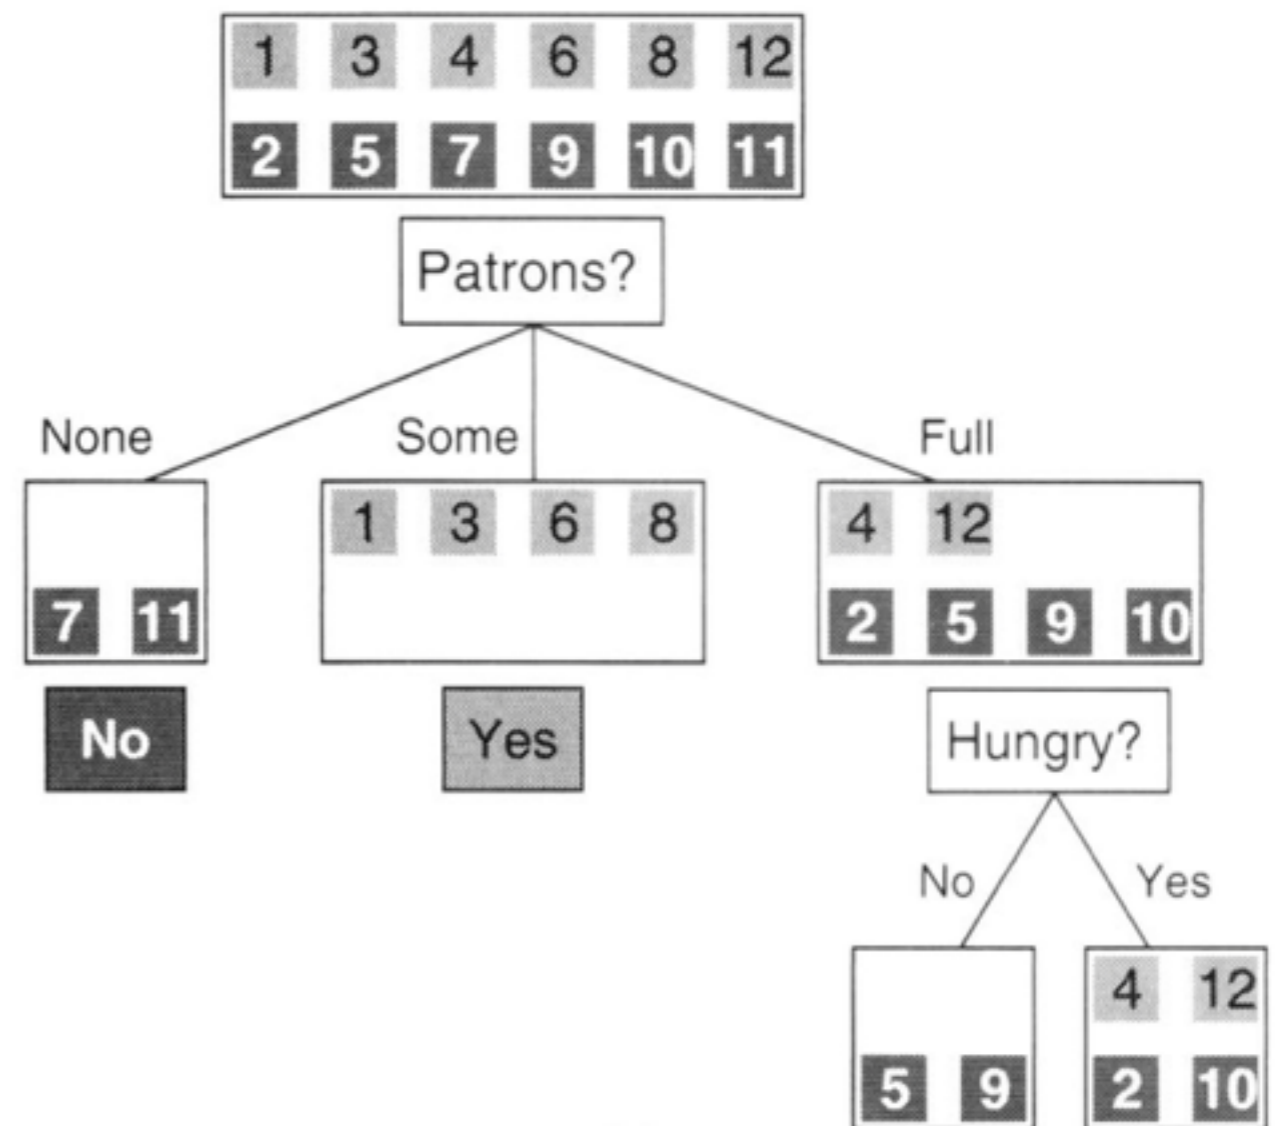 1 3 4 6 8 12
2 5 7 9 10 11
Patrons?
None Some Full
1 3 6 8 4 12
7 11 2 5 9 10
No Yes Hungry?
No Yes
4 12
5 9 2 10